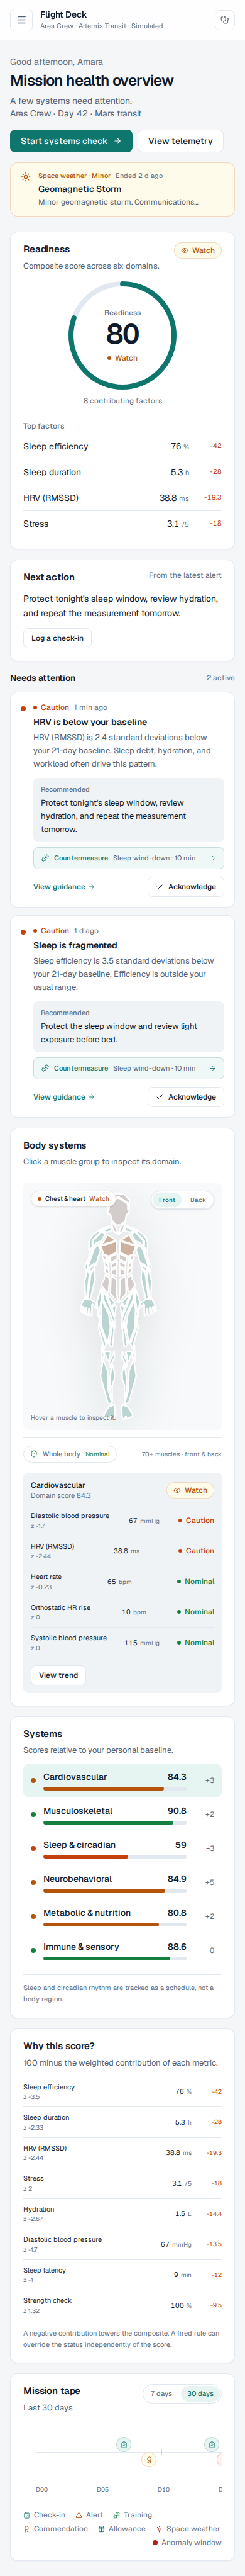 Flight Deck
Ares Crew · Artemis Transit · Simulated
Good afternoon, Amara
Mission health overview
A few systems need attention.
Ares Crew · Day 42 · Mars transit
Start systems check →
View telemetry
Space weather · Minor Ended 2 d ago
Geomagnetic Storm
Minor geomagnetic storm. Communications...
Readiness
Watch
Composite score across six domains.
Readiness
80
Watch
8 contributing factors
Top factors
Sleep efficiency 76 % -42
Sleep duration 5.3 h -28
HRV (RMSSD) 38.8 ms -19.3
Stress 3.1 /5 -18
Next action From the latest alert
Protect tonight's sleep window, review hydration,
and repeat the measurement tomorrow.
Log a check-in
Needs attention 2 active
Caution 1 min ago
HRV is below your baseline
HRV (RMSSD) is 2.4 standard deviations below
your 21-day baseline. Sleep debt, hydration, and
workload often drive this pattern.
Recommended
Protect tonight's sleep window, review
hydration, and repeat the measurement
tomorrow.
Countermeasure Sleep wind-down · 10 min →
View guidance →
Acknowledge
Caution 1 d ago
Sleep is fragmented
Sleep efficiency is 3.5 standard deviations below
your 21-day baseline. Efficiency is outside your
usual range.
Recommended
Protect the sleep window and review light
exposure before bed.
Countermeasure Sleep wind-down · 10 min →
View guidance →
Acknowledge
Body systems
Click a muscle group to inspect its domain.
Chest & heart Watch
Front Back
Hover a muscle to inspect it.
Whole body Nominal
70+ muscles · front & back
Cardiovascular
Watch
Domain score 84.3
Diastolic blood pressure 67 mmHg Caution
z -1.7
HRV (RMSSD) 38.8 ms Caution
z -2.44
Heart rate 65 bpm Nominal
z -0.23
Orthostatic HR rise 10 bpm Nominal
z 0
Systolic blood pressure 115 mmHg Nominal
z 0
View trend
Systems
Scores relative to your personal baseline.
Cardiovascular 84.3 +3
Musculoskeletal 90.8 +2
Sleep & circadian 59 -3
Neurobehavioral 84.9 +5
Metabolic & nutrition 80.8 +2
Immune & sensory 88.6 0
Sleep and circadian rhythm are tracked as a schedule, not a
body region.
Why this score?
100 minus the weighted contribution of each metric.
Sleep efficiency 76 % -42
z -3.5
Sleep duration 5.3 h -28
z -2.33
HRV (RMSSD) 38.8 ms -19.3
z -2.44
Stress 3.1 /5 -18
z 2
Hydration 1.5 L -14.4
z -2.67
Diastolic blood pressure 67 mmHg -13.5
z -1.7
Sleep latency 9 min -12
z -1
Strength check 100 % -9.5
z 1.32
A negative contribution lowers the composite. A fired rule can
override the status independently of the score.
Mission tape
7 days 30 days
Last 30 days
D00 D05 D10
Check-in Alert Training
Commendation Allowance Space weather
Anomaly window